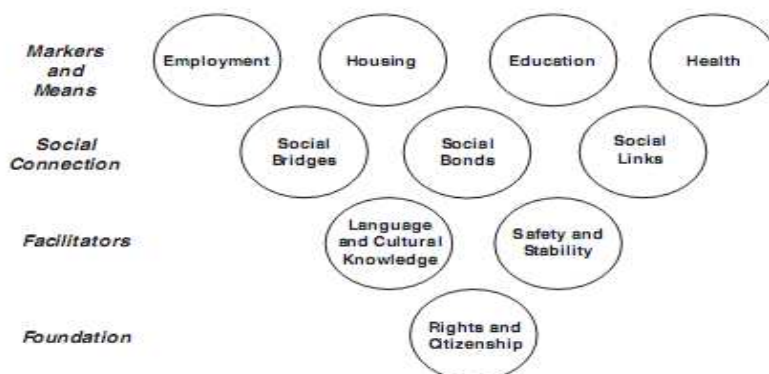 Markers
and
Means
Employment
Housing
Education
Health
Social
Connection
Social
Bridges
Social
Bonds
Social
Links
Facilitators
Language
and Cultural
Knowledge
Safety and
Stability
Foundation
Rights and
Citizenship